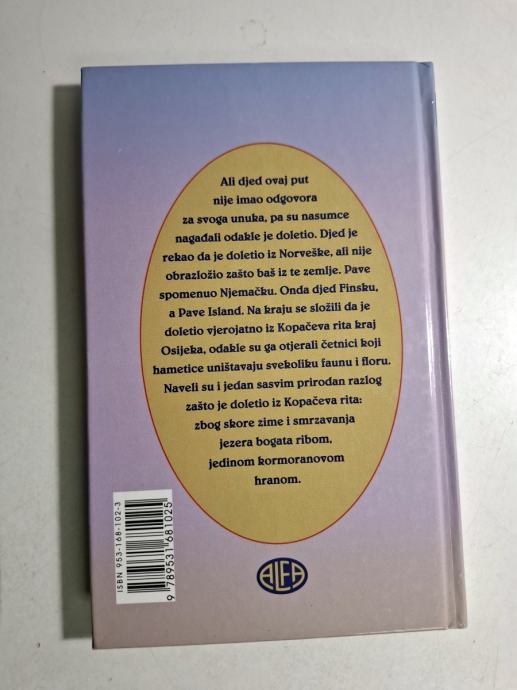 Ali djed ovaj put
nije imao odgovora
za svoga unuka, pa su nasumce
nagađali odakle je doletio. Djed je
rekao da je doletio iz Norveške, ali nije
obrazložio zašto baš iz te zemlje. Pave
spomenuo Njemačku. Onda djed Finsku,
a Pave Island. Na kraju se složili da je
doletio vjerojatno iz Kopačeva rita kraj
Osijeka, odakle su ga otjerali četnici koji
hametice uništavaju svekoliku faunu i floru.
Naveli su i jedan sasvim prirodan razlog
zašto je doletio iz Kopačeva rita:
zbog skore zime i smrzavanja
jezera bogata ribom,
jedinom kormoranovom
hranom.
ISBN 953-168-102-3
9 789531 681025
ALFA